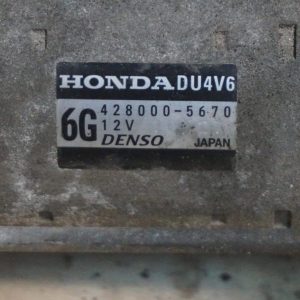 HONDA DU4V6
6G 428000-5670
12V
DENSO JAPAN